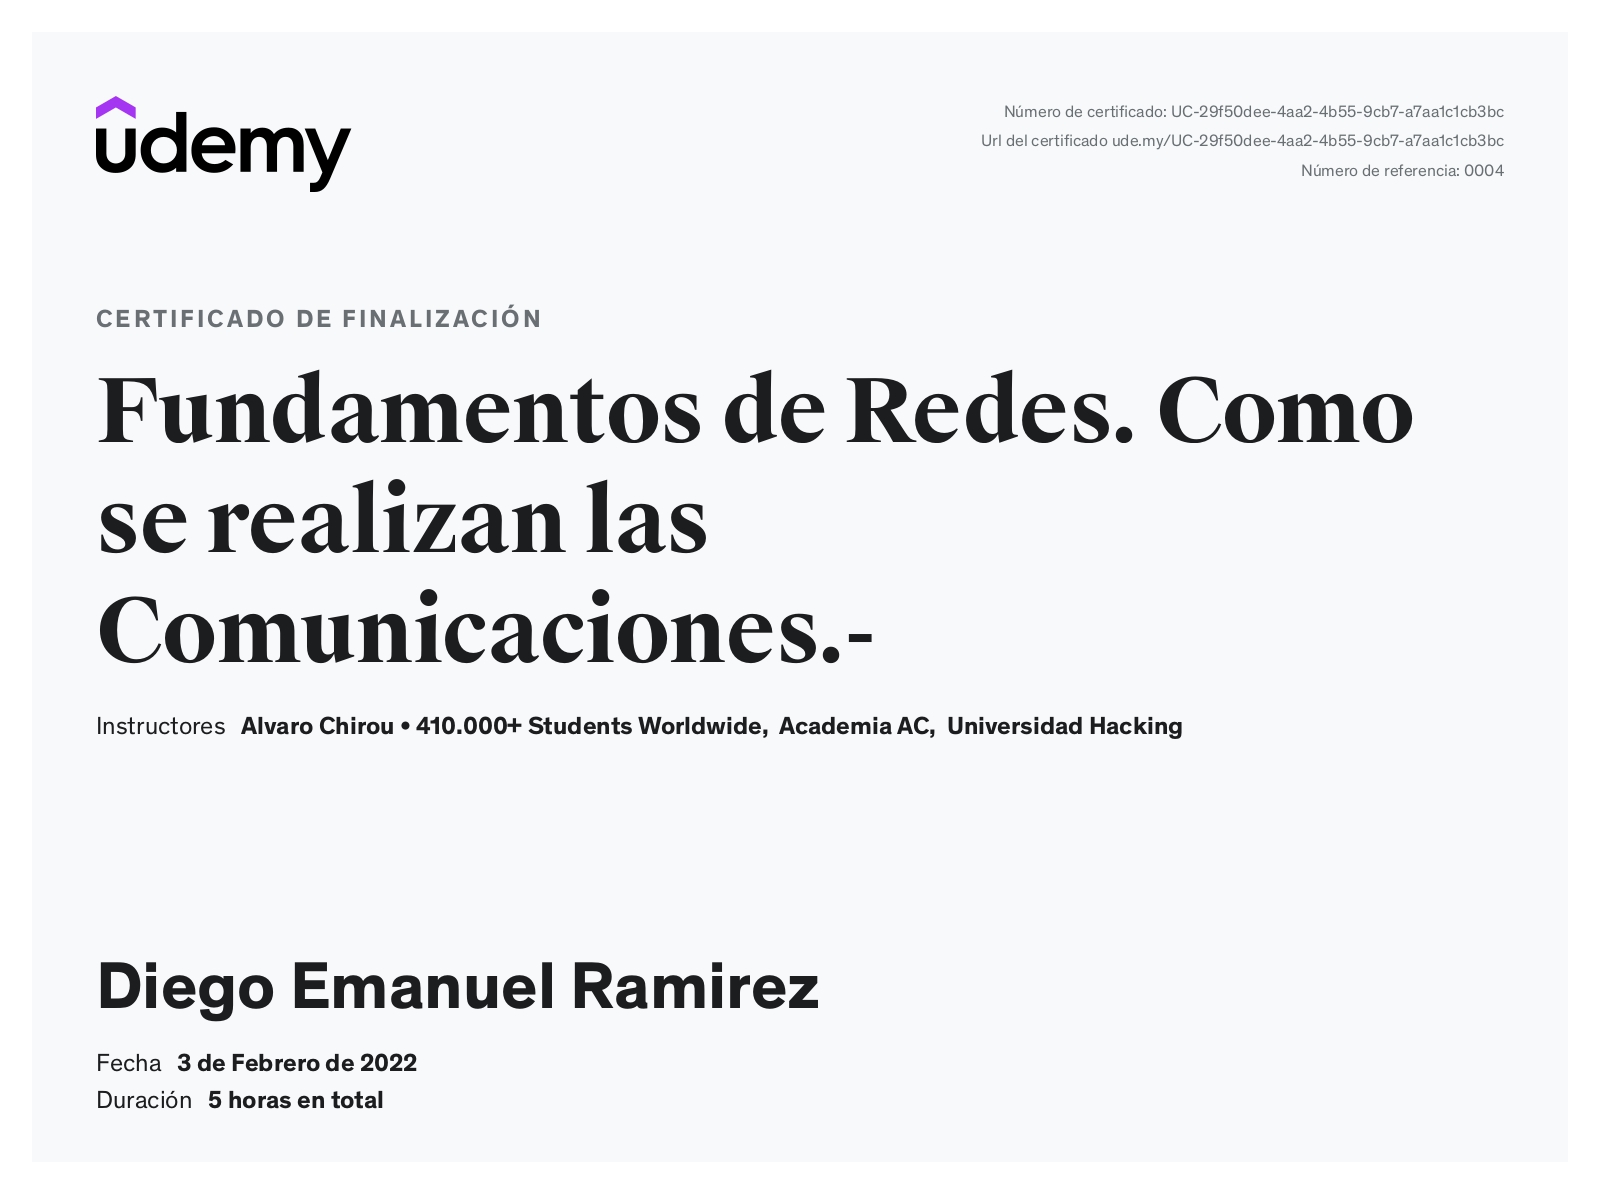 udemy
Número de certificado: UC-29f50dee-4aa2-4b55-9cb7-a7aa1c1cb3bc
Url del certificado ude.my/UC-29f50dee-4aa2-4b55-9cb7-a7aa1c1cb3bc
Número de referencia: 0004
CERTIFICADO DE FINALIZACIÓN
Fundamentos de Redes. Como
se realizan las
Comunicaciones.-
Instructores Alvaro Chirou • 410.000+ Students Worldwide, Academia AC, Universidad Hacking
Diego Emanuel Ramirez
Fecha 3 de Febrero de 2022
Duración 5 horas en total